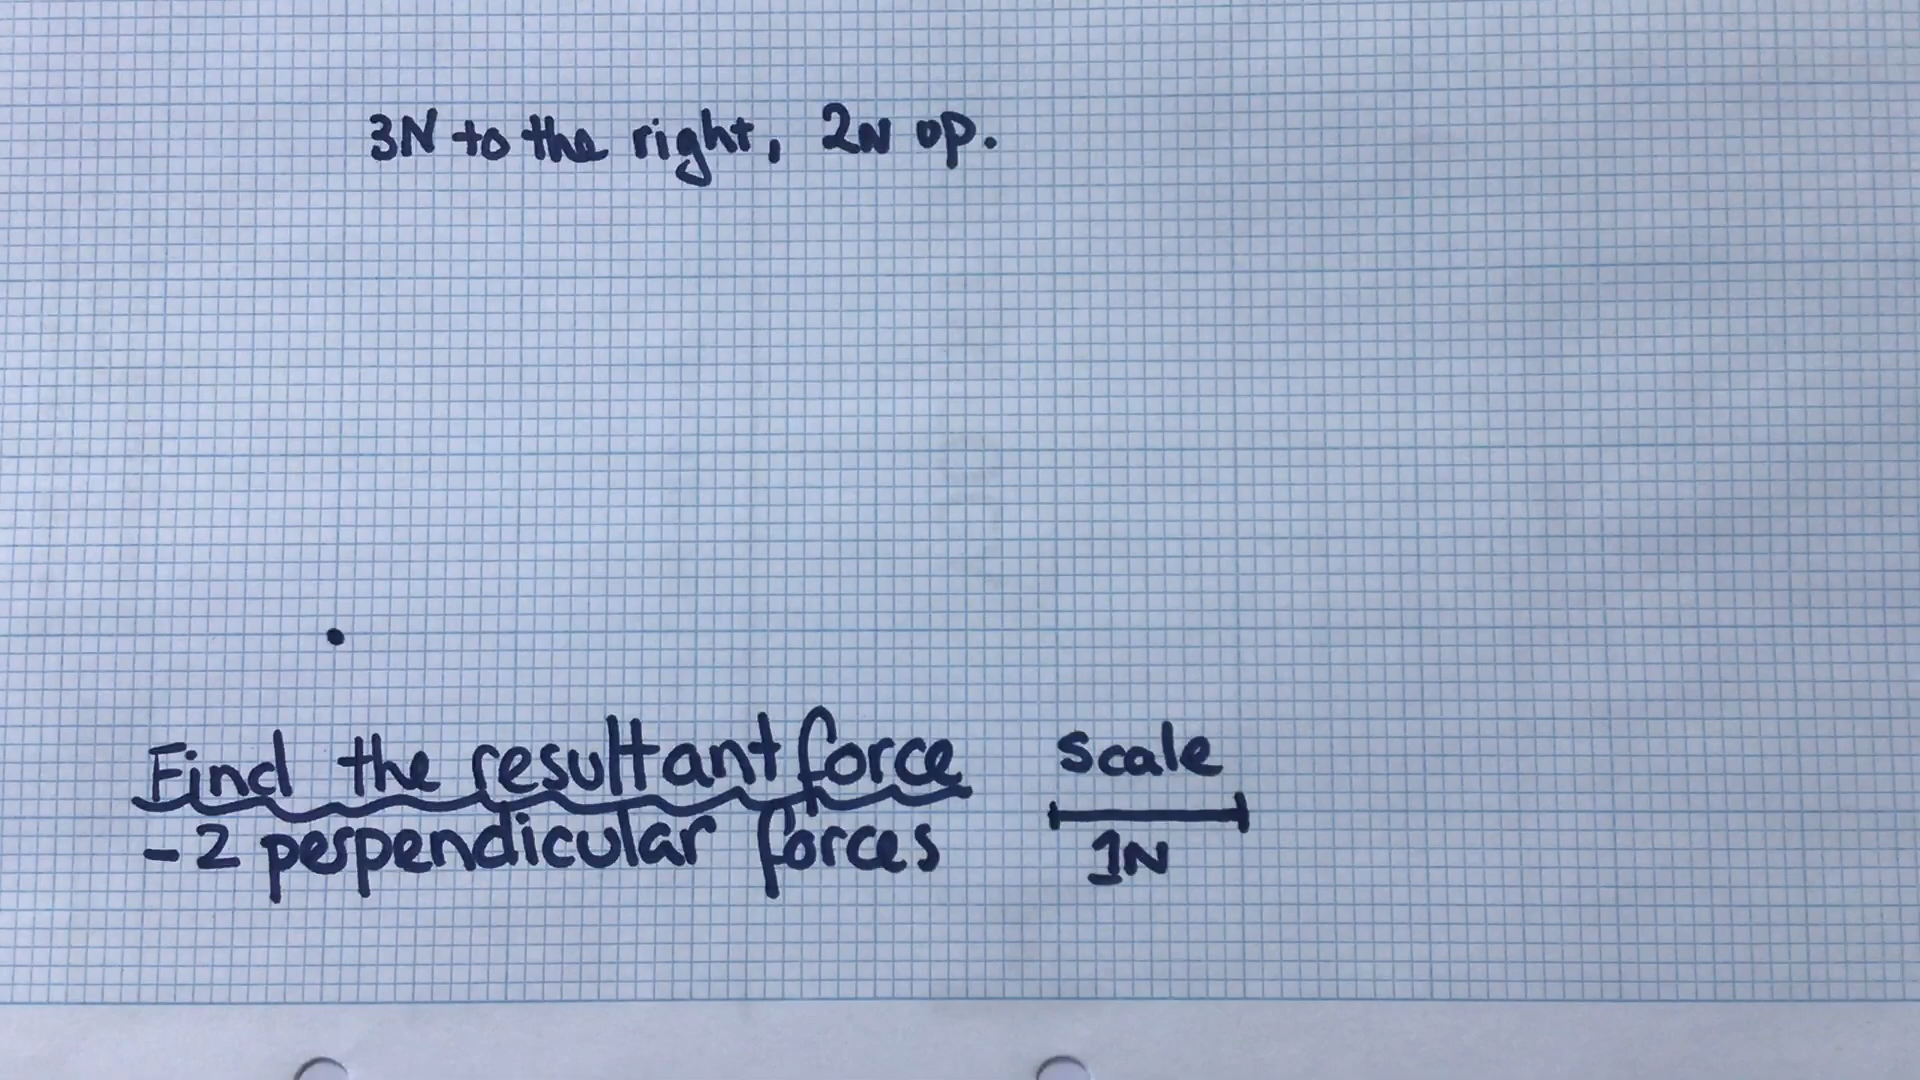 3N to the right, 2N up.
Find the resultant force
- 2 perpendicular forces
scale
1N